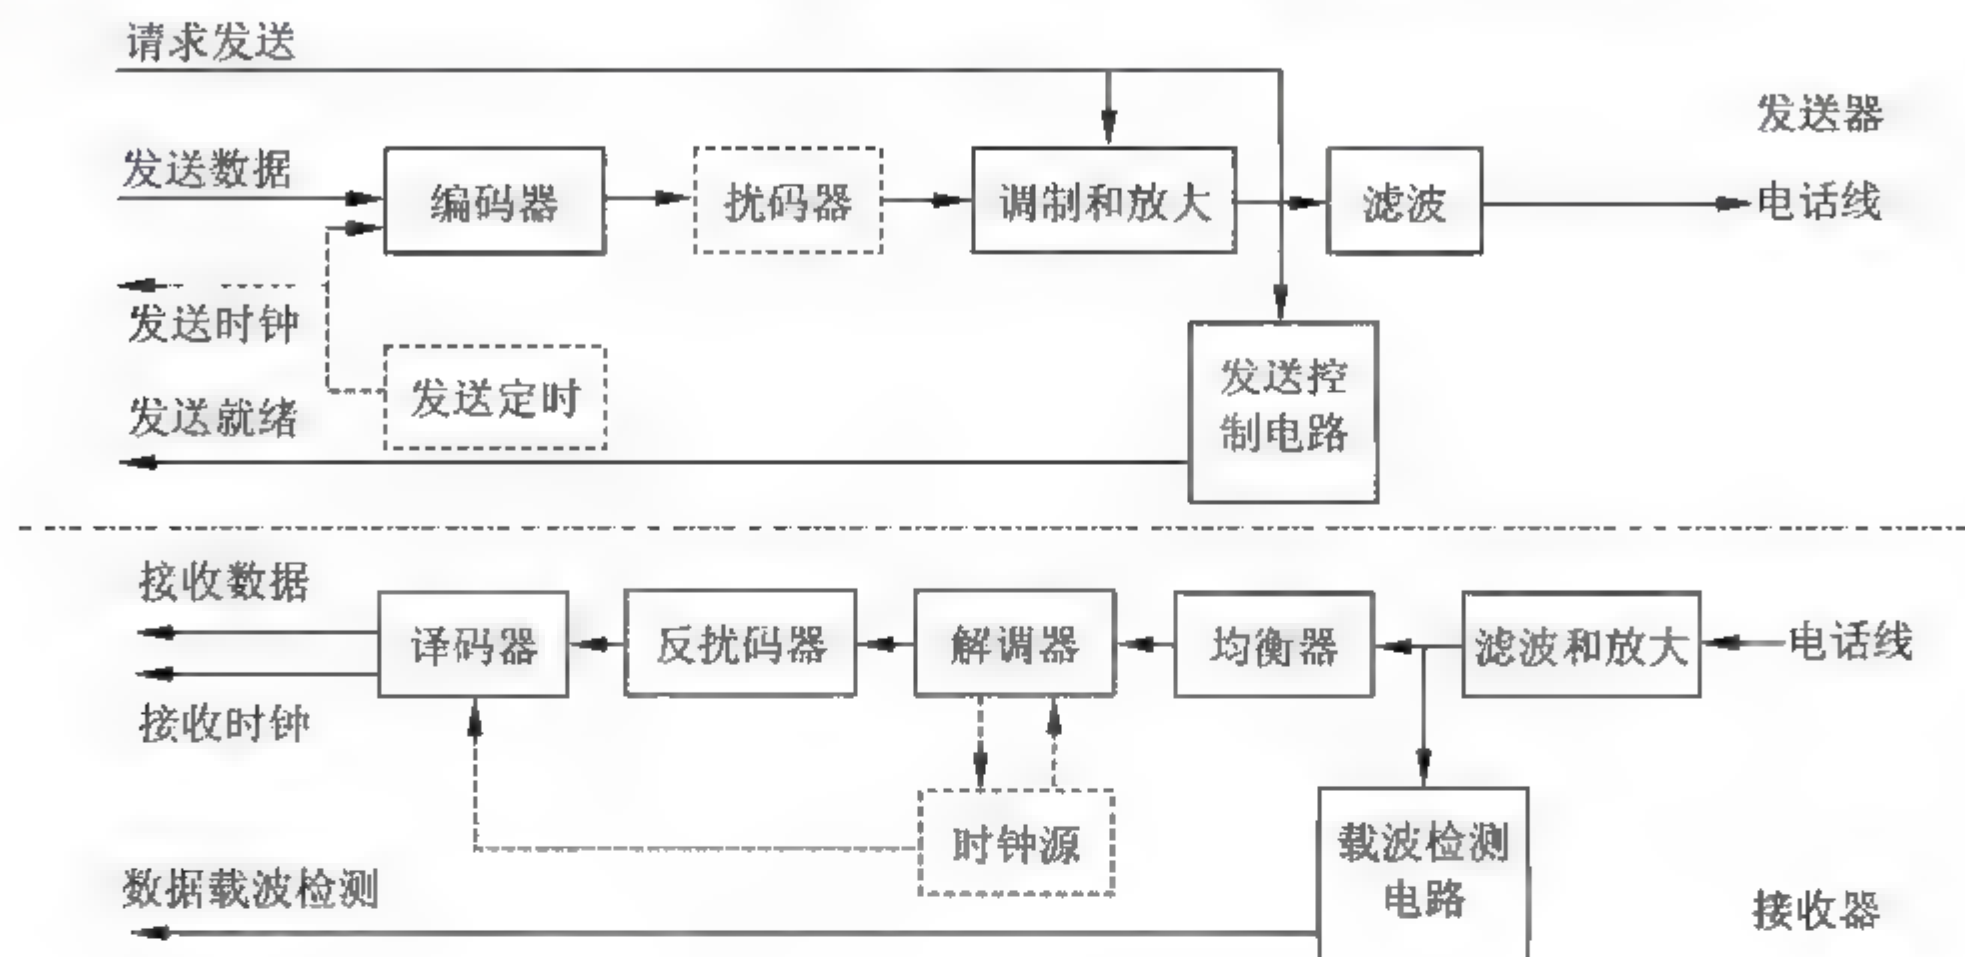 请求发送
发送器
发送数据
编码器
扰码器
调制和放大
滤波
电话线
发送时钟
发送定时
发送控
制电路
发送就绪
接收数据
译码器
反扰码器
解调器
均衡器
滤波和放大
电话线
接收时钟
时钟源
载波检测
电路
数据载波检测
接收器